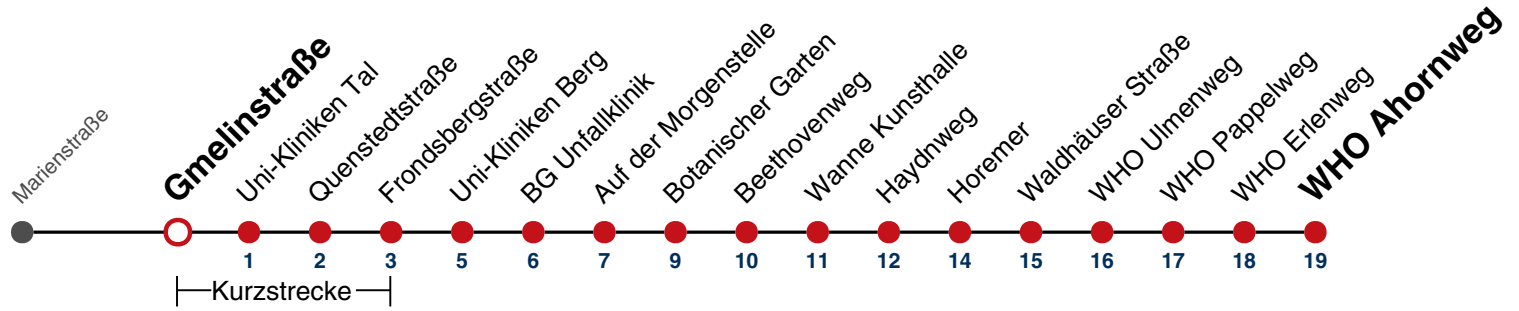 Marienstraße
Gmelinstraße
Uni-Kliniken Tal
Quenstedtstraße
Frondsbergstraße
Uni-Kliniken Berg
BG Unfallklinik
Auf der Morgenstelle
Botanischer Garten
Beethovenweg
Wanne Kunsthalle
Haydnweg
Horemer
Waldhäuser Straße
WHO Ulmenweg
WHO Pappelweg
WHO Erlenweg
WHO Ahornweg
1 2 3 5 6 7 9 10 11 12 14 15 16 17 18 19
Kurzstrecke